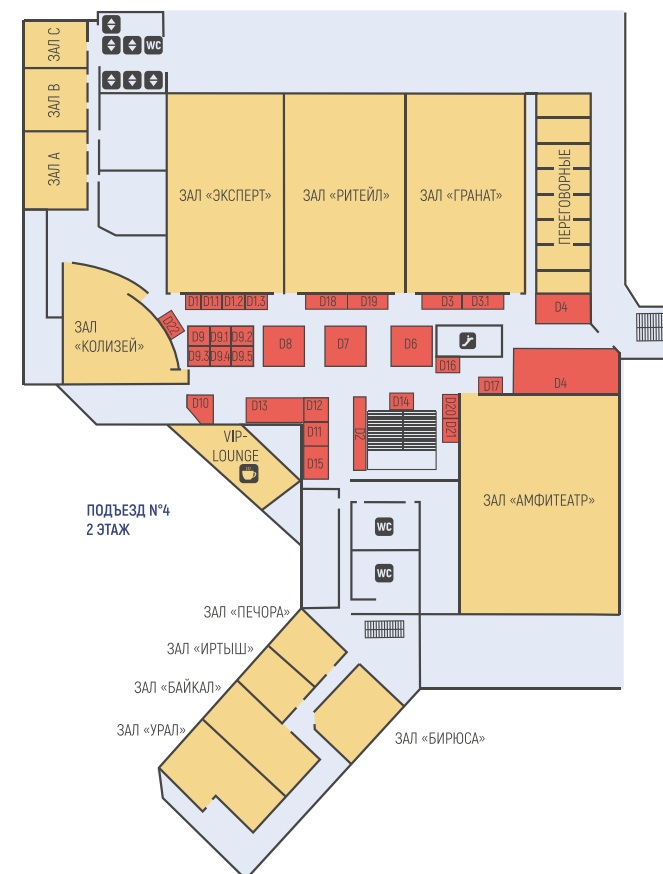 ЗАЛ С
WC
ЗАЛ В
ЗАЛ А
ЗАЛ «ЭКСПЕРТ»
ЗАЛ «РИТЕЙЛ»
ЗАЛ «ГРАНАТ»
ПЕРЕГОВОРНЫЕ
D1
D1.1
D1.2
D1.3
D18
D19
D3
D3.1
D4
ЗАЛ
«КОЛИЗЕЙ»
D22
D9
D9.1
D9.2
D9.3
D9.4
D9.5
D8
D7
D6
D16
D4
D17
D10
D13
D12
D11
D15
D2
D14
D20
D21
VIP-
LOUNGE
ПОДЪЕЗД №4
2 ЭТАЖ
ЗАЛ «АМФИТЕАТР»
WC
WC
ЗАЛ «ПЕЧОРА»
ЗАЛ «ИРТЫШ»
ЗАЛ «БАЙКАЛ»
ЗАЛ «УРАЛ»
ЗАЛ «БИРЮСА»